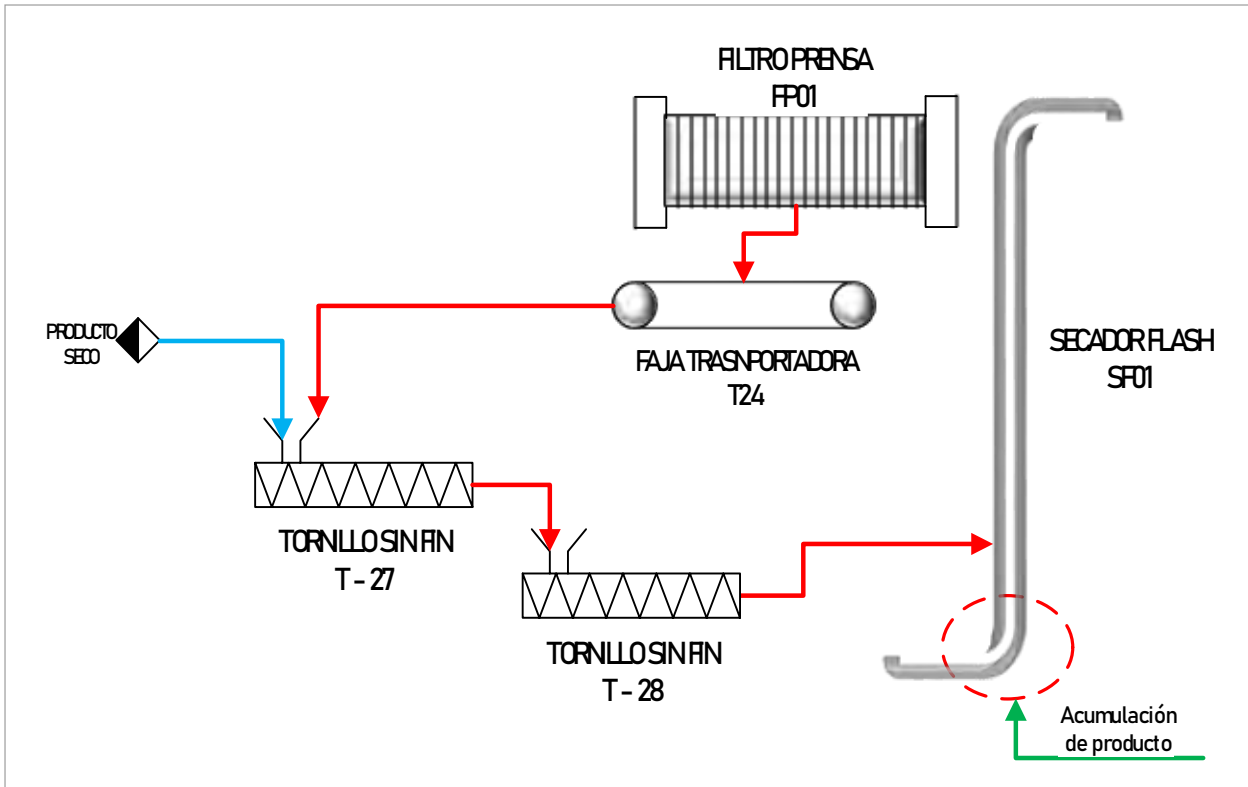 FILTRO PRENSA
FP01
PRODUCTO
SECO
FAJA TRASNPORTADORA
T24
SECADOR FLASH
SF01
TORNILLO SIN FIN
T - 27
TORNILLO SIN FIN
T - 28
Acumulación
de producto